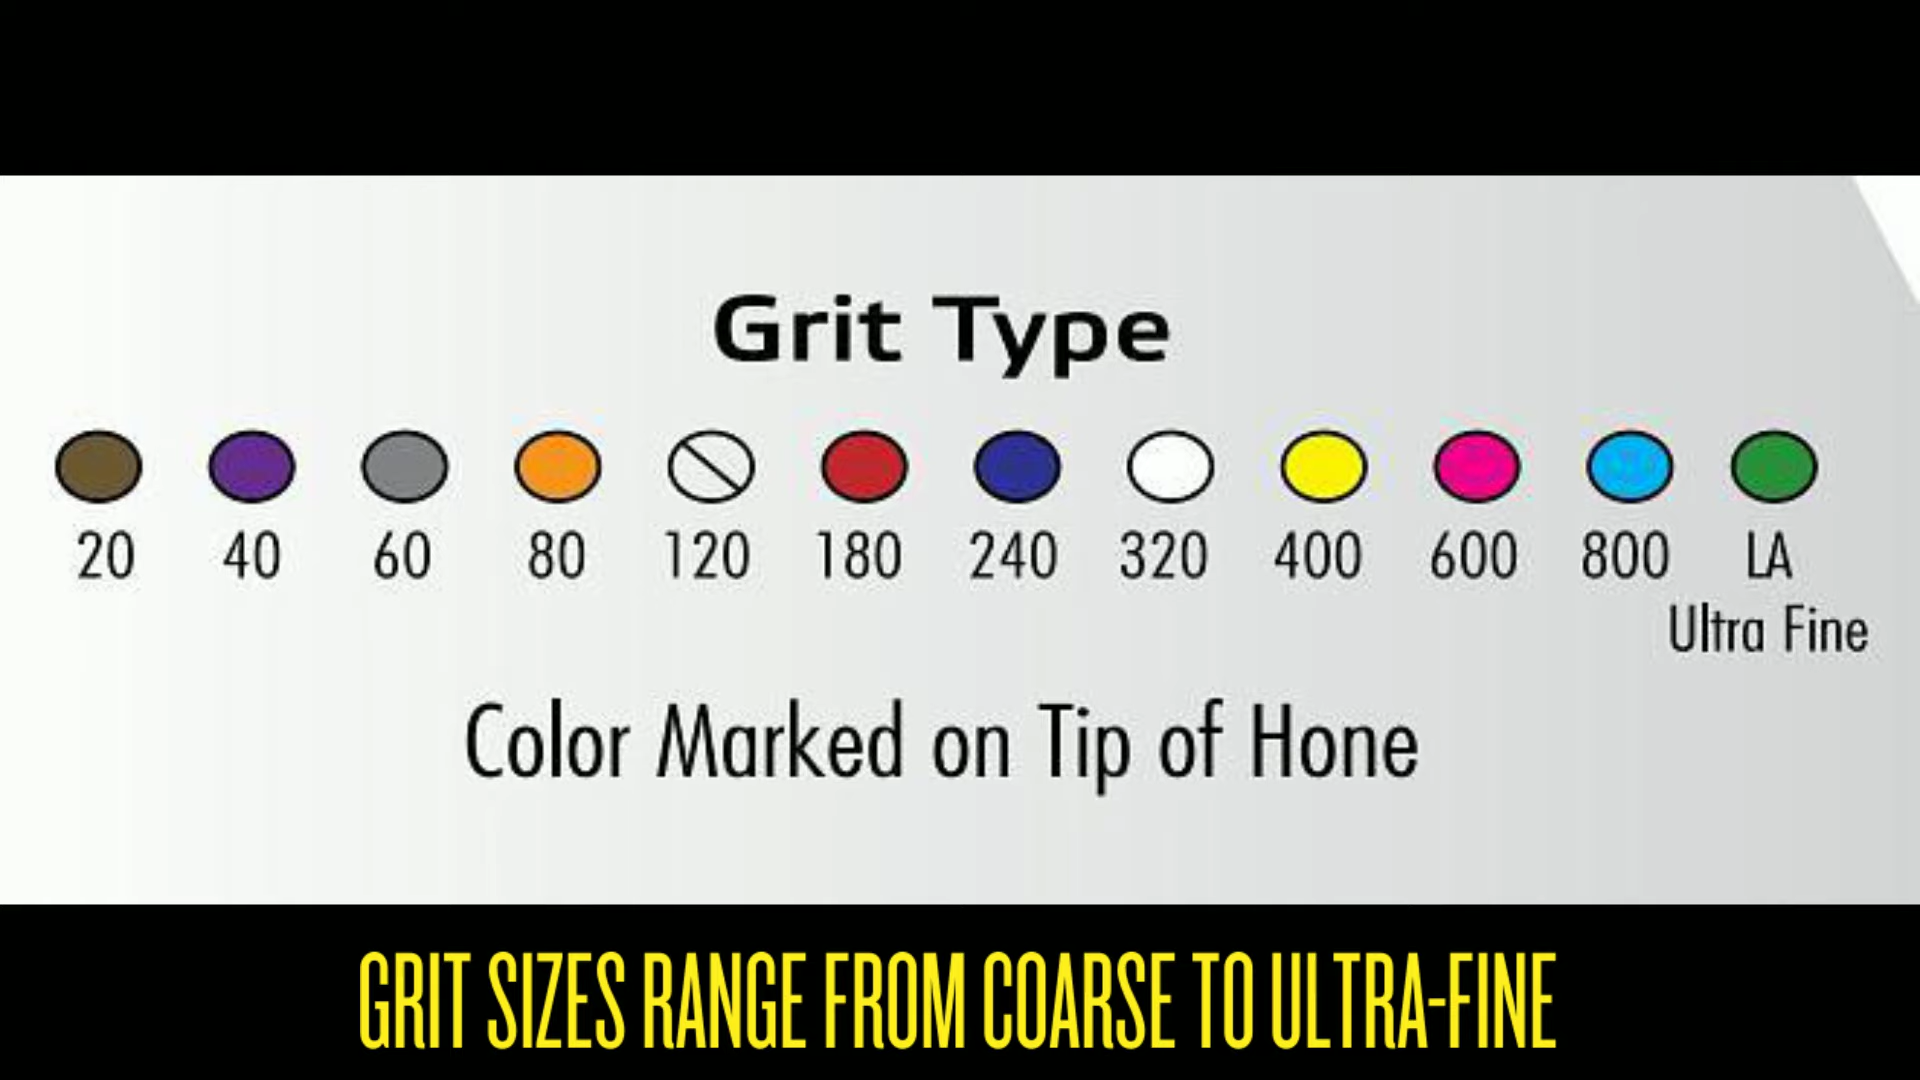 Grit Type
20 40 60 80 120 180 240 320 400 600 800 LA
Ultra Fine
Color Marked on Tip of Hone
GRIT SIZES RANGE FROM COARSE TO ULTRA-FINE